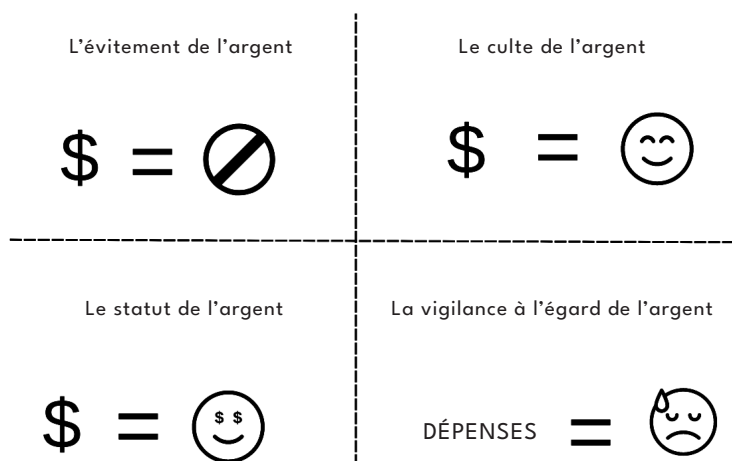 L'évitement de l'argent
Le culte de l'argent
$ =
$ =
Le statut de l'argent
La vigilance à l'égard de l'argent
$ = $ $
DÉPENSES =